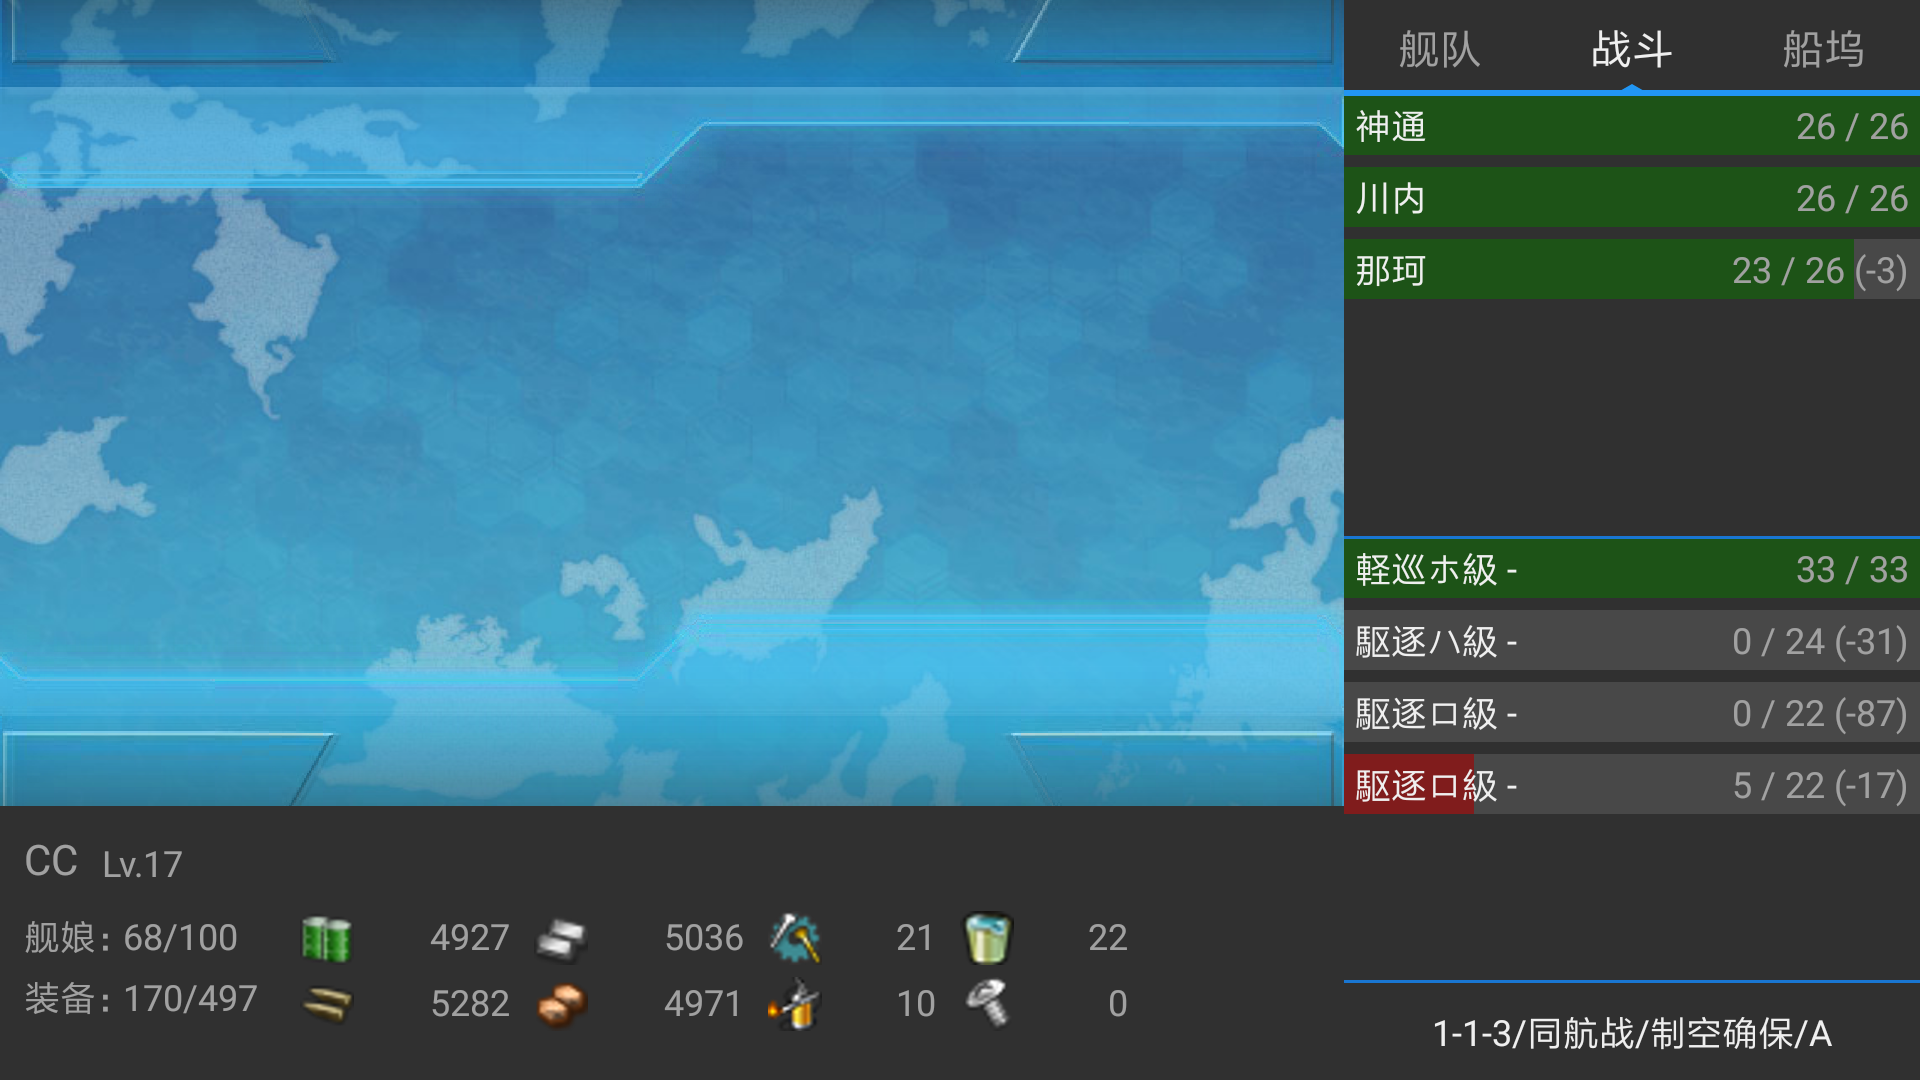 舰队 战斗 船坞
神通 26 / 26
川内 26 / 26
那珂 23 / 26 (-3)
軽巡ホ級 - 33 / 33
駆逐ハ級 - 0 / 24 (-31)
駆逐ロ級 - 0 / 22 (-87)
駆逐ロ級 - 5 / 22 (-17)
1-1-3/同航战/制空确保/A
CC Lv.17
舰娘: 68/100 4927 5036 21 22
装备: 170/497 5282 4971 10 0